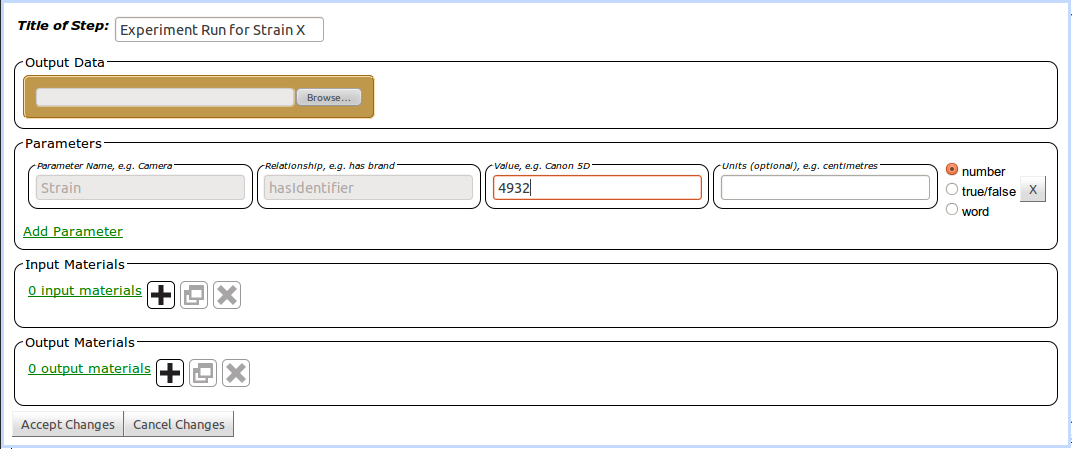 Title of Step: Experiment Run for Strain X
Output Data
Browse...
Parameters
Parameter Name, e.g. Camera Relationship, e.g. has brand Value, e.g. Canon 5D Units (optional), e.g. centimetres
Strain hasIdentifier 4932
number
true/false
word
X
Add Parameter
Input Materials
0 input materials
Output Materials
0 output materials
Accept Changes Cancel Changes